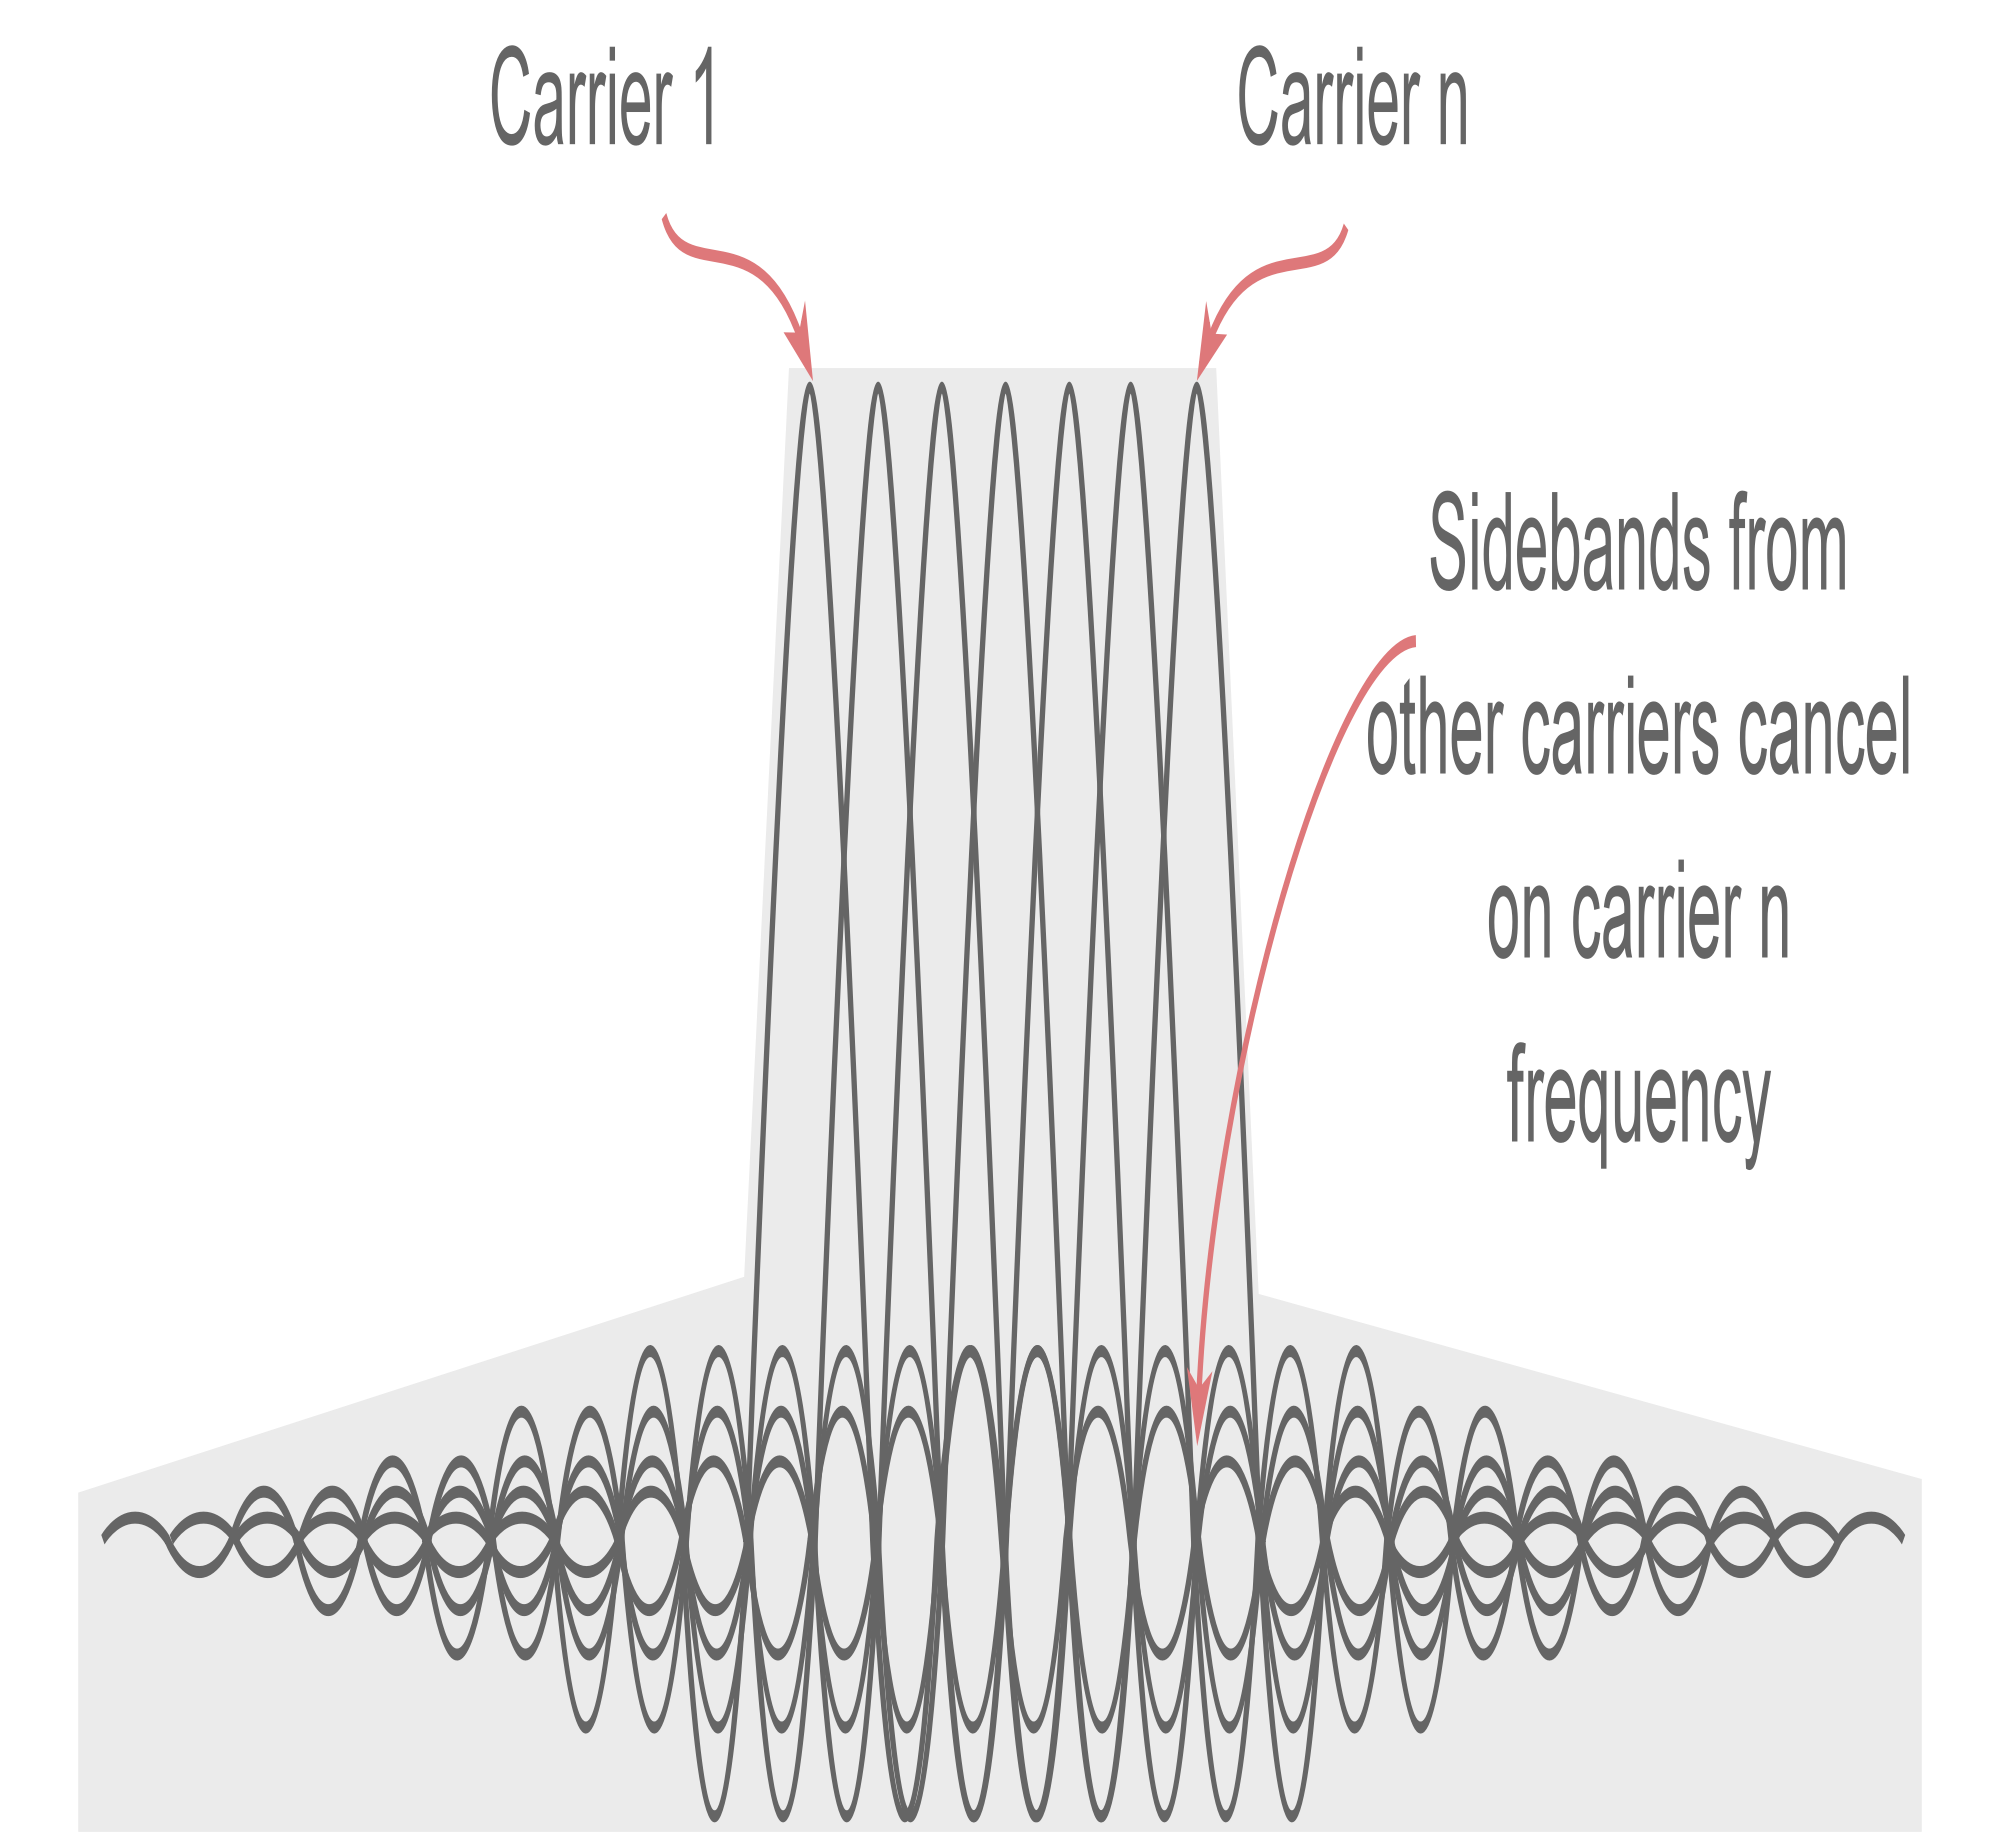 Carrier 1
Carrier n
Sidebands from
other carriers cancel
on carrier n
frequency